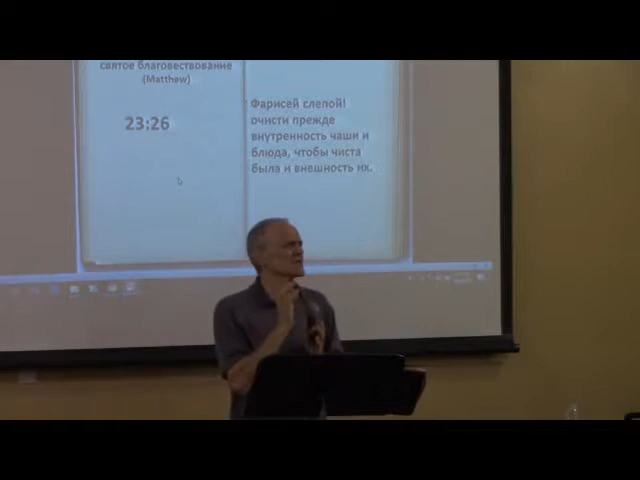 святое благовествование
(Matthew)
23:26
Фарисей слепой!
очисти прежде
внутренность чаши и
блюда, чтобы чиста
была и внешность их.